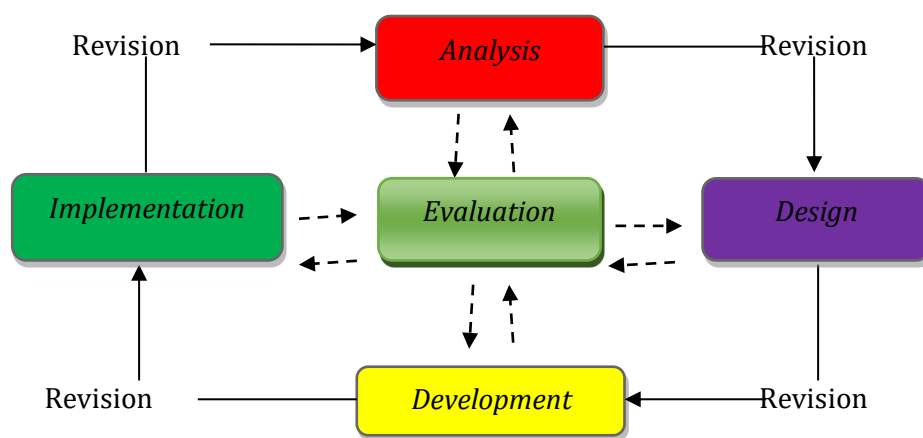 Revision
Analysis
Revision
Implementation
Evaluation
Design
Revision
Development
Revision